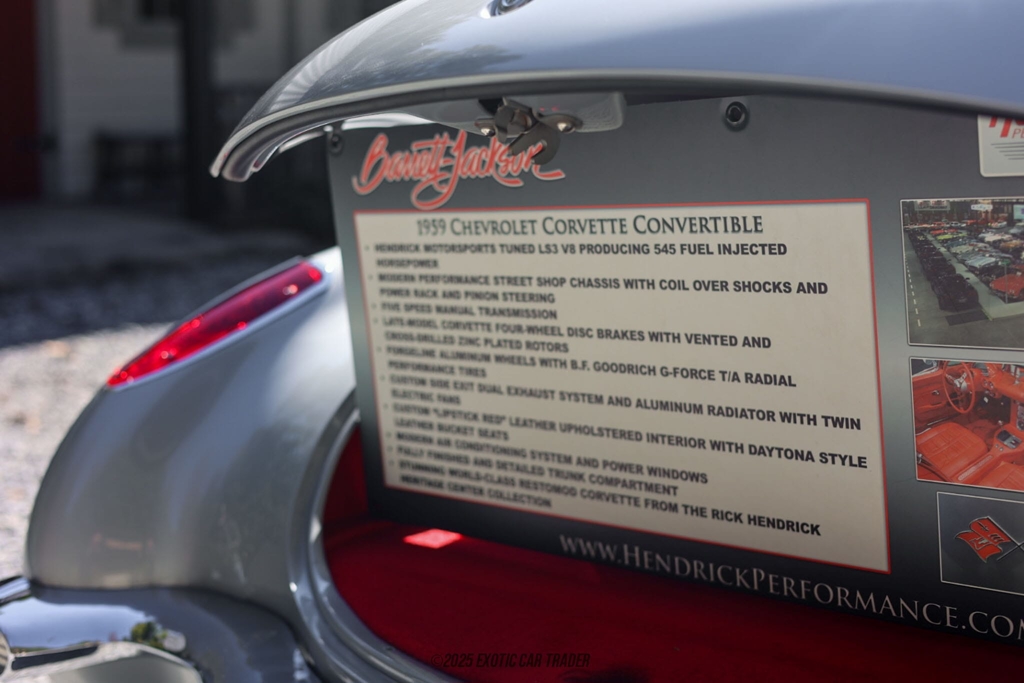 Barrett-Jackson
1959 CHEVROLET CORVETTE CONVERTIBLE
• HENDRICK MOTORSPORTS TUNED LS3 V8 PRODUCING 545 FUEL INJECTED
HORSEPOWER
• MODERN PERFORMANCE STREET SHOP CHASSIS WITH COIL OVER SHOCKS AND
POWER RACK AND PINION STEERING
• FIVE SPEED MANUAL TRANSMISSION
• LATE-MODEL CORVETTE FOUR-WHEEL DISC BRAKES WITH VENTED AND
CROSS-DRILLED ZINC PLATED ROTORS
• FORGELINE ALUMINUM WHEELS WITH B.F. GOODRICH G-FORCE T/A RADIAL
PERFORMANCE TIRES
• CUSTOM SIDE EXIT DUAL EXHAUST SYSTEM AND ALUMINUM RADIATOR WITH TWIN
ELECTRIC FANS
• CUSTOM "LIPSTICK RED" LEATHER UPHOLSTERED INTERIOR WITH DAYTONA STYLE
LEATHER BUCKET SEATS
• MODERN AIR CONDITIONING SYSTEM AND POWER WINDOWS
• FULLY FINISHED AND DETAILED TRUNK COMPARTMENT
• STUNNING WORLD-CLASS RESTOMOD CORVETTE FROM THE RICK HENDRICK
HERITAGE CENTER COLLECTION
WWW.HENDRICKPERFORMANCE.COM
©2025 EXOTIC CAR TRADER